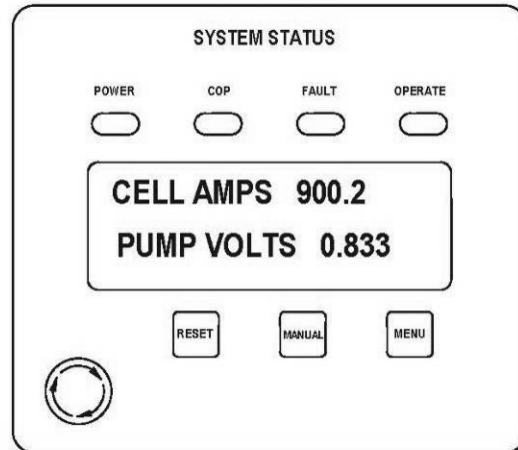 SYSTEM STATUS
POWER COP FAULT OPERATE
CELL AMPS 900.2
PUMP VOLTS 0.833
RESET MANUAL MENU